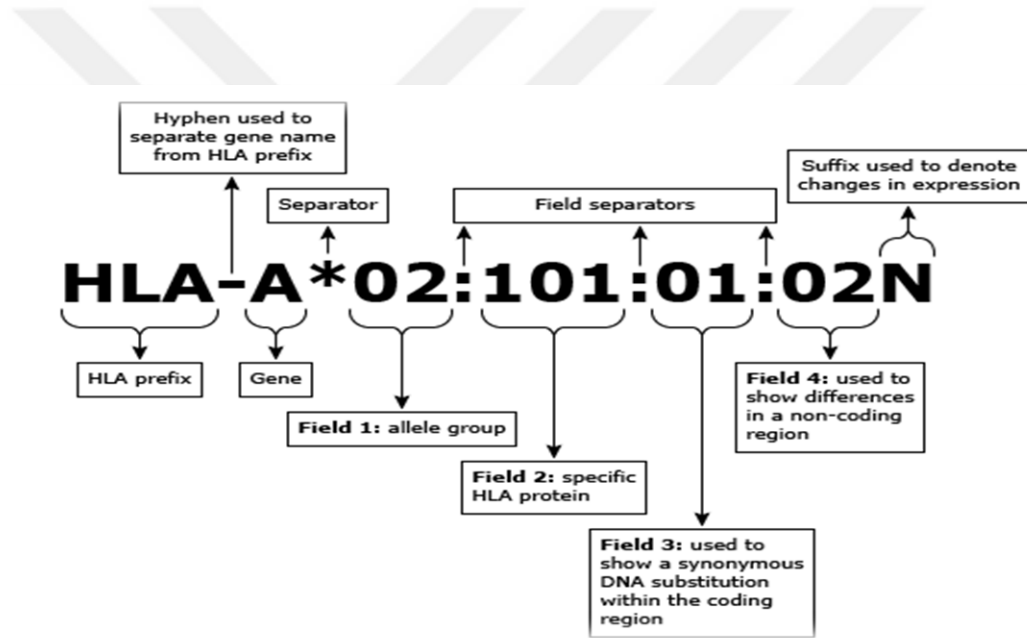 Hyphen used to
separate gene name
from HLA prefix
Suffix used to denote
changes in expression
Separator
Field separators
HLA-A*02:101:01:02N
HLA prefix
Gene
Field 1: allele group
Field 2: specific
HLA protein
Field 3: used to
show a synonymous
DNA substitution
within the coding
region
Field 4: used to
show differences
in a non-coding
region